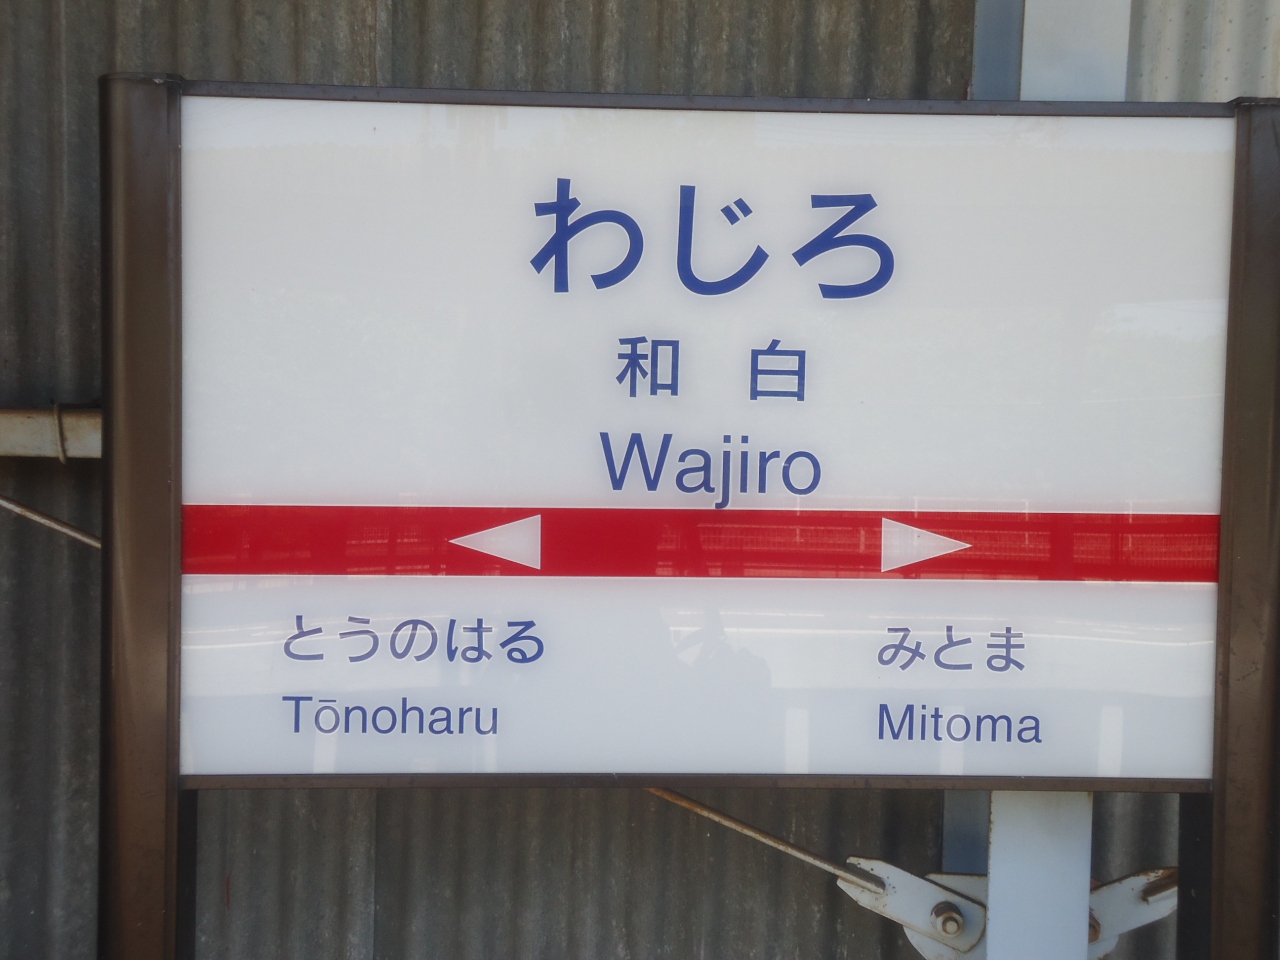 わじろ
和 白
Wajiro
とうのはる みとま
Tōnoharu Mitoma